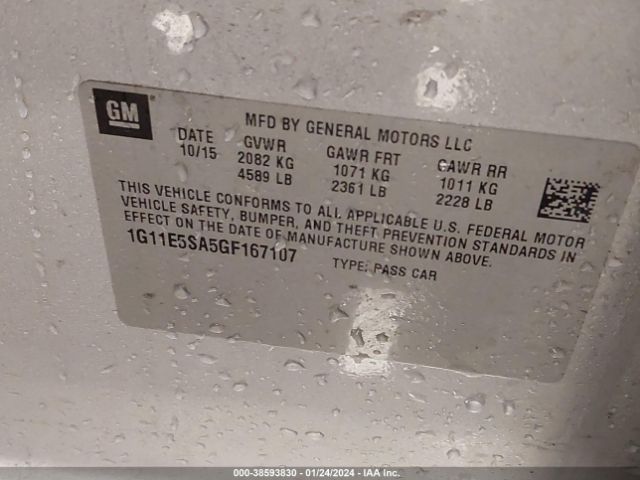 GM
MFD BY GENERAL MOTORS LLC
DATE GVWR GAWR FRT GAWR RR
10/15 2082 KG 1071 KG 1011 KG
4589 LB 2361 LB 2228 LB
THIS VEHICLE CONFORMS TO ALL APPLICABLE U.S. FEDERAL MOTOR
VEHICLE SAFETY, BUMPER, AND THEFT PREVENTION STANDARDS IN
EFFECT ON THE DATE OF MANUFACTURE SHOWN ABOVE.
1G11E5SA5GF167107 TYPE: PASS CAR
000-38593830 - 01/24/2024 - IAA Inc.